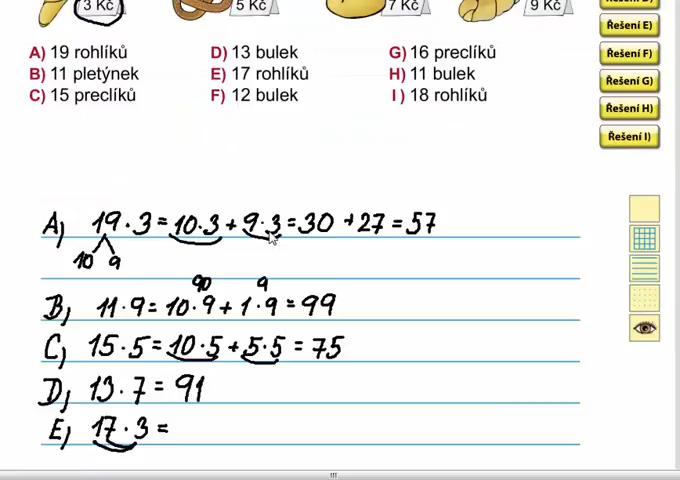 3 Kč 5 Kč 7 Kč 9 Kč
Řešení E)
A) 19 rohlíků D) 13 bulek G) 16 preclíků
Řešení F)
B) 11 pletýnek E) 17 rohlíků H) 11 bulek
Řešení G)
C) 15 preclíků F) 12 bulek I) 18 rohlíků
Řešení H)
Řešení I)
A) 19 · 3 = 10 · 3 + 9 · 3 = 30 + 27 = 57
10 9
90 9
B) 11 · 9 = 10 · 9 + 1 · 9 = 99
C) 15 · 5 = 10 · 5 + 5 · 5 = 75
D) 13 · 7 = 91
E) 17 · 3 =